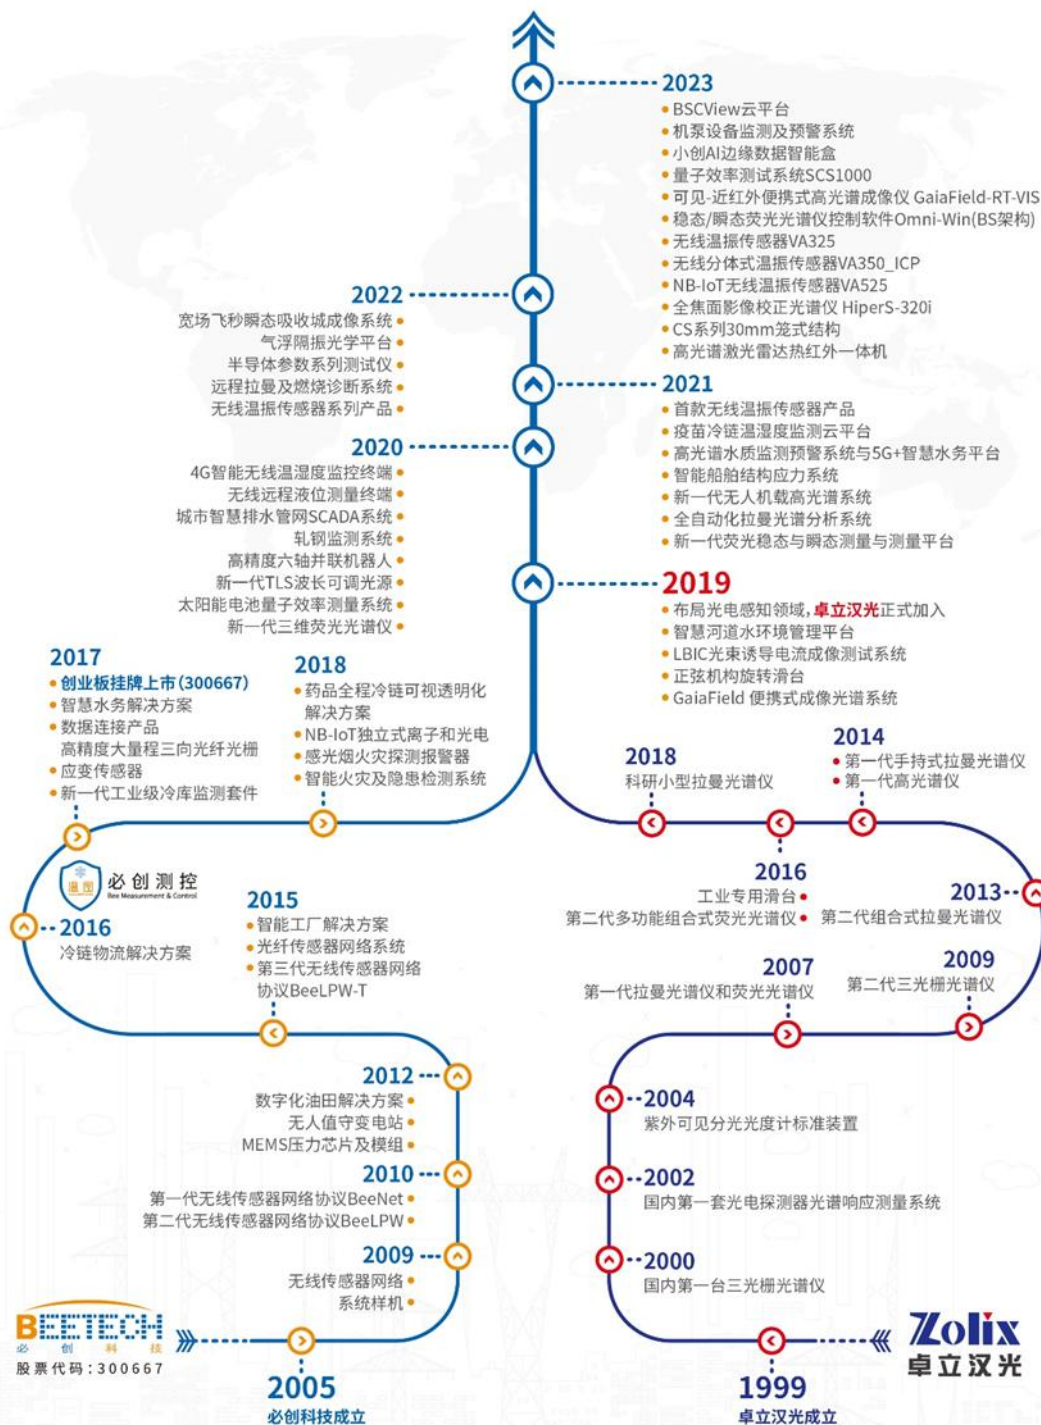 2023
BSCView云平台
机泵设备监测及预警系统
小创AI边缘数据智能盒
量子效率测试系统SCS1000
可见-近红外便携式高光谱成像仪 GaiaField-RT-VIS
稳态/瞬态荧光光谱仪控制软件Omni-Win(BS架构)
无线温振传感器VA325
无线分体式温振传感器VA350_ICP
NB-IoT无线温振传感器VA525
全焦面影像校正光谱仪 HiperS-320i
CS系列30mm笼式结构
高光谱激光雷达热红外一体机
2022
宽场飞秒瞬态吸收城成像系统
气浮隔振光学平台
半导体参数系列测试仪
远程拉曼及燃烧诊断系统
无线温振传感器系列产品
2021
首款无线温振传感器产品
疫苗冷链温湿度监测云平台
高光谱水质监测预警系统与5G+智慧水务平台
智能船舶结构应力系统
新一代无人机载高光谱系统
全自动化拉曼光谱分析系统
新一代荧光稳态与瞬态测量与测量平台
2020
4G智能无线温湿度监控终端
无线远程液位测量终端
城市智慧排水管网SCADA系统
轧钢监测系统
高精度六轴并联机器人
新一代TLS波长可调光源
太阳能电池量子效率测量系统
新一代三维荧光光谱仪
2019
布局光电感知领域,卓立汉光正式加入
智慧河道水环境管理平台
LBIC光束诱导电流成像测试系统
正弦机构旋转滑台
GaiaField 便携式成像光谱系统
2017
创业板挂牌上市(300667)
智慧水务解决方案
数据连接产品
高精度大量程三向光纤光栅
应变传感器
新一代工业级冷库监测套件
2018
药品全程冷链可视透明化
解决方案
NB-IoT独立式离子和光电
感光烟火灾探测报警器
智能火灾及隐患检测系统
2018
科研小型拉曼光谱仪
2014
第一代手持式拉曼光谱仪
第一代高光谱仪
温图
必创测控
Bee Measurement & Control
2016
冷链物流解决方案
2015
智能工厂解决方案
光纤传感器网络系统
第三代无线传感器网络
协议BeeLPW-T
2016
工业专用滑台
第二代多功能组合式荧光光谱仪
2013
第二代组合式拉曼光谱仪
2007
第一代拉曼光谱仪和荧光光谱仪
2009
第二代三光栅光谱仪
2012
数字化油田解决方案
无人值守变电站
MEMS压力芯片及模组
2010
第一代无线传感器网络协议BeeNet
第二代无线传感器网络协议BeeLPW
2009
无线传感器网络
系统样机
2004
紫外可见分光光度计标准装置
2002
国内第一套光电探测器光谱响应测量系统
2000
国内第一台三光栅光谱仪
BEETECH
必创科技
股票代码:300667
2005
必创科技成立
1999
卓立汉光成立
Zolix
卓立汉光